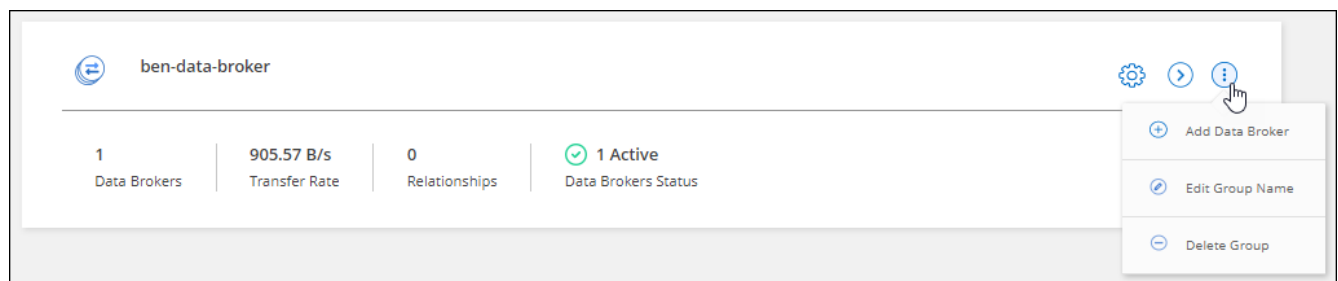 ben-data-broker
1
905.57 B/s
0
1 Active
Data Brokers
Transfer Rate
Relationships
Data Brokers Status
Add Data Broker
Edit Group Name
Delete Group